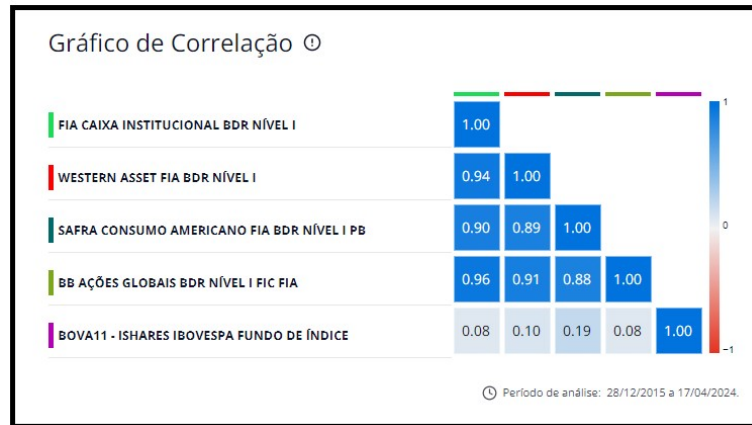 Gráfico de Correlação
1
FIA CAIXA INSTITUCIONAL BDR NÍVEL I 1.00
WESTERN ASSET FIA BDR NÍVEL I 0.94 1.00
SAFRA CONSUMO AMERICANO FIA BDR NÍVEL I PB 0.90 0.89 1.00
0
BB AÇÕES GLOBAIS BDR NÍVEL I FIC FIA 0.96 0.91 0.88 1.00
BOVA11 - ISHARES IBOVESPA FUNDO DE ÍNDICE 0.08 0.10 0.19 0.08 1.00
−1
Período de análise: 28/12/2015 a 17/04/2024.